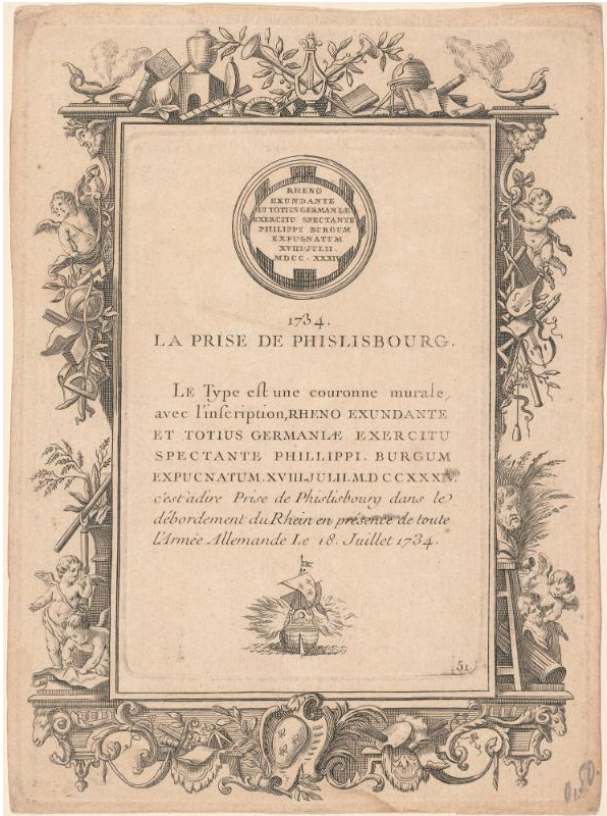 RHENO
EXUNDANTE
ET TOTIUS GERMANIÆ
EXERCITU SPECTANTE
PHILIPPI BURGUM
EXPUGNATUM
XVIII·JULII·
MDCC·XXXIV
1734.
LA PRISE DE PHISLISBOURG.
LE Type eſt une couronne murale,
avec l'inſcription, RHENO EXUNDANTE
ET TOTIUS GERMANIÆ EXERCITU
SPECTANTE PHILLIPPI. BURGUM
EXPUCNATUM. XVIII. JULII. M.D CCXXXIV.
c'est adire Prise de Phislisbourg dans le
débordement du Rhein en présence de toute
l'Armée Allemande Le 18. Juillet 1734.
51.
0,50.